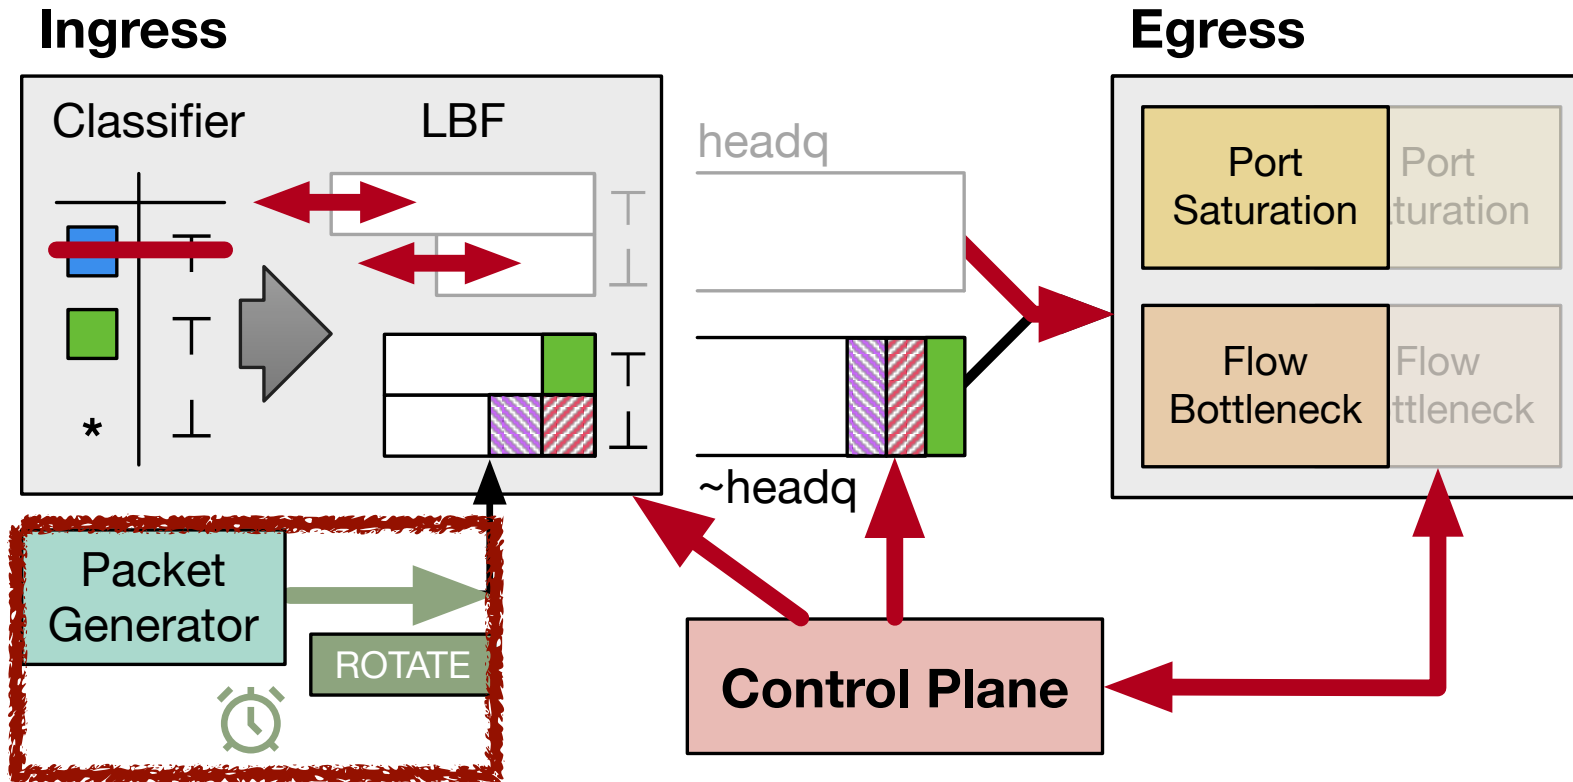 Ingress
Egress
Classifier
LBF
headq
⊤
⊥
⊤
⊤
⊥
*
⊤
⊥
~headq
Port
Saturation
Port
turation
Flow
Bottleneck
Flow
ttleneck
Packet
Generator
ROTATE
Control Plane